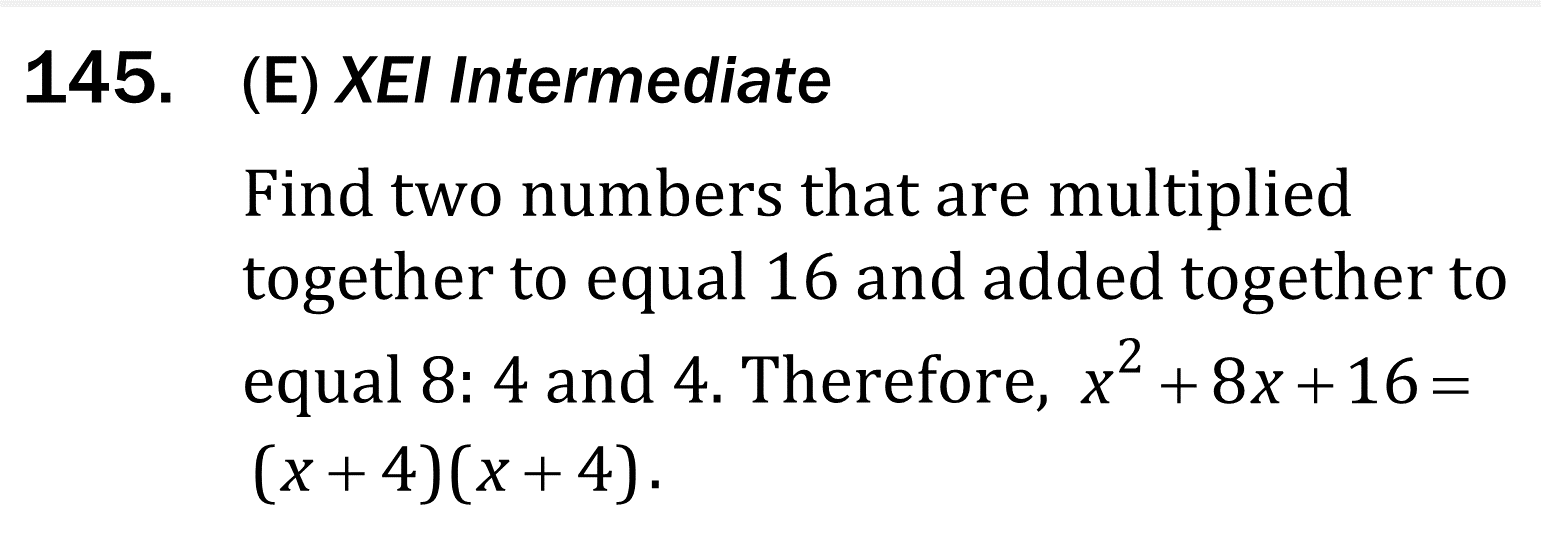 145. (E) XEI Intermediate
Find two numbers that are multiplied
together to equal 16 and added together to
equal 8: 4 and 4. Therefore, x² + 8x + 16 =
(x + 4)(x + 4).